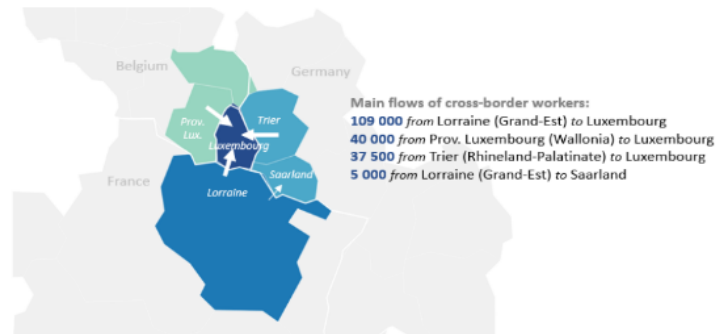 Belgium
Germany
Prov.
Lux.
Trier
Luxembourg
France
Lorraine
Saarland
Main flows of cross-border workers:
109 000 from Lorraine (Grand-Est) to Luxembourg
40 000 from Prov. Luxembourg (Wallonia) to Luxembourg
37 500 from Trier (Rhineland-Palatinate) to Luxembourg
5 000 from Lorraine (Grand-Est) to Saarland